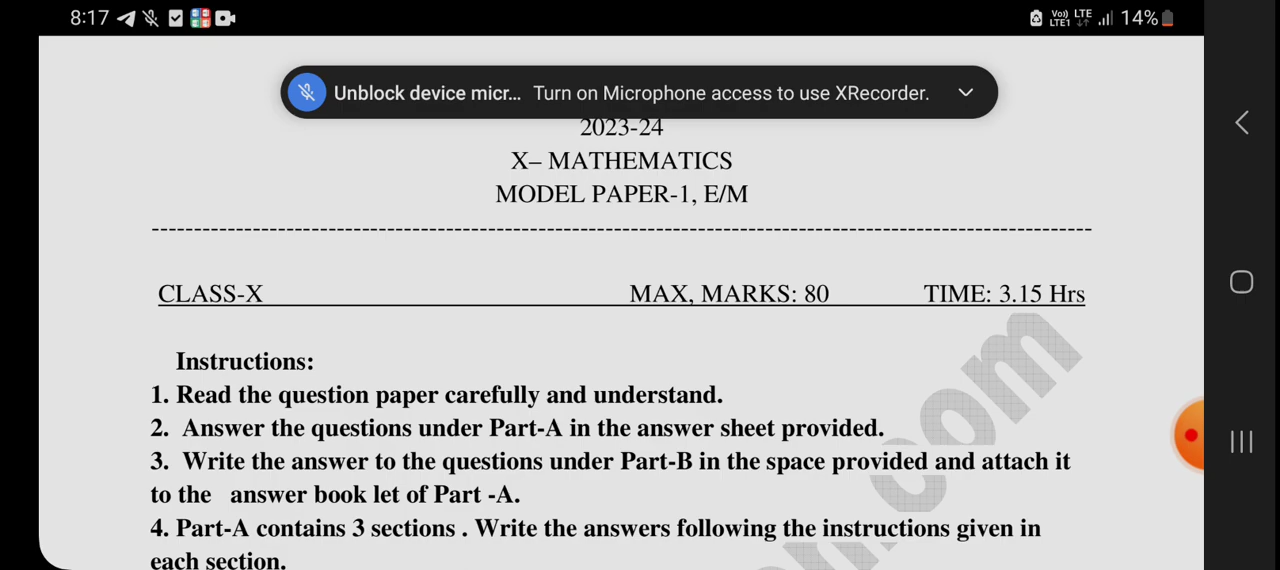 8:17
Vo)) LTE
LTE1
14%
Unblock device micr... Turn on Microphone access to use XRecorder.
2023-24
X– MATHEMATICS
MODEL PAPER-1, E/M
CLASS-X MAX, MARKS: 80 TIME: 3.15 Hrs
Instructions:
1. Read the question paper carefully and understand.
2. Answer the questions under Part-A in the answer sheet provided.
3. Write the answer to the questions under Part-B in the space provided and attach it
to the answer book let of Part -A.
4. Part-A contains 3 sections . Write the answers following the instructions given in
each section.
com